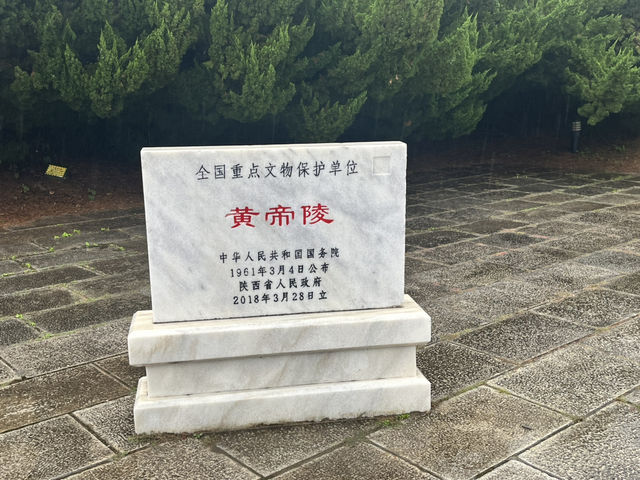 全国重点文物保护单位
黄帝陵
中华人民共和国国务院
1961年3月4日公布
陕西省人民政府
2018年3月28日立